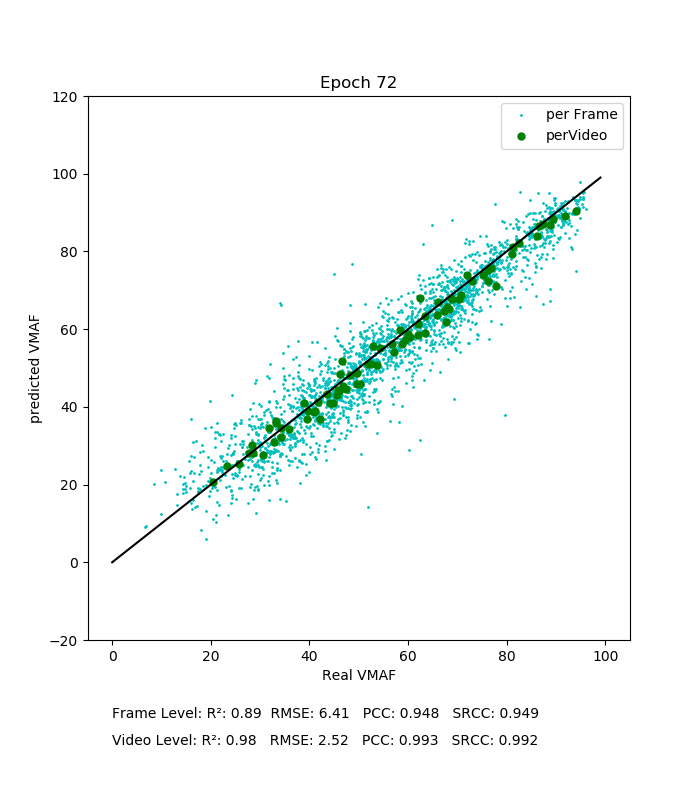 Epoch 72
per Frame
perVideo
120
100
80
60
40
20
0
−20
predicted VMAF
0 20 40 60 80 100
Real VMAF
Frame Level: R²: 0.89 RMSE: 6.41 PCC: 0.948 SRCC: 0.949
Video Level: R²: 0.98 RMSE: 2.52 PCC: 0.993 SRCC: 0.992